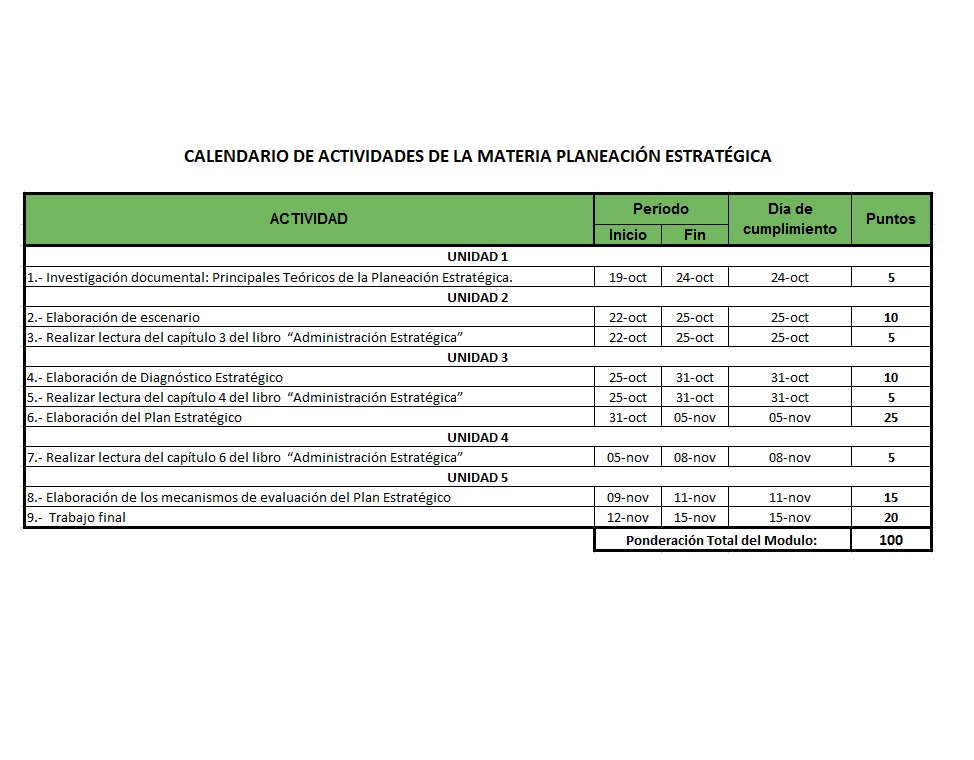 CALENDARIO DE ACTIVIDADES DE LA MATERIA PLANEACIÓN ESTRATÉGICA
ACTIVIDAD Período Día de cumplimiento Puntos
Inicio Fin
UNIDAD 1
1.- Investigación documental: Principales Teóricos de la Planeación Estratégica. 19-oct 24-oct 24-oct 5
UNIDAD 2
2.- Elaboración de escenario 22-oct 25-oct 25-oct 10
3.- Realizar lectura del capítulo 3 del libro “Administración Estratégica” 22-oct 25-oct 25-oct 5
UNIDAD 3
4.- Elaboración de Diagnóstico Estratégico 25-oct 31-oct 31-oct 10
5.- Realizar lectura del capítulo 4 del libro “Administración Estratégica” 25-oct 31-oct 31-oct 5
6.- Elaboración del Plan Estratégico 31-oct 05-nov 05-nov 25
UNIDAD 4
7.- Realizar lectura del capítulo 6 del libro “Administración Estratégica” 05-nov 08-nov 08-nov 5
UNIDAD 5
8.- Elaboración de los mecanismos de evaluación del Plan Estratégico 09-nov 11-nov 11-nov 15
9.- Trabajo final 12-nov 15-nov 15-nov 20
Ponderación Total del Modulo: 100